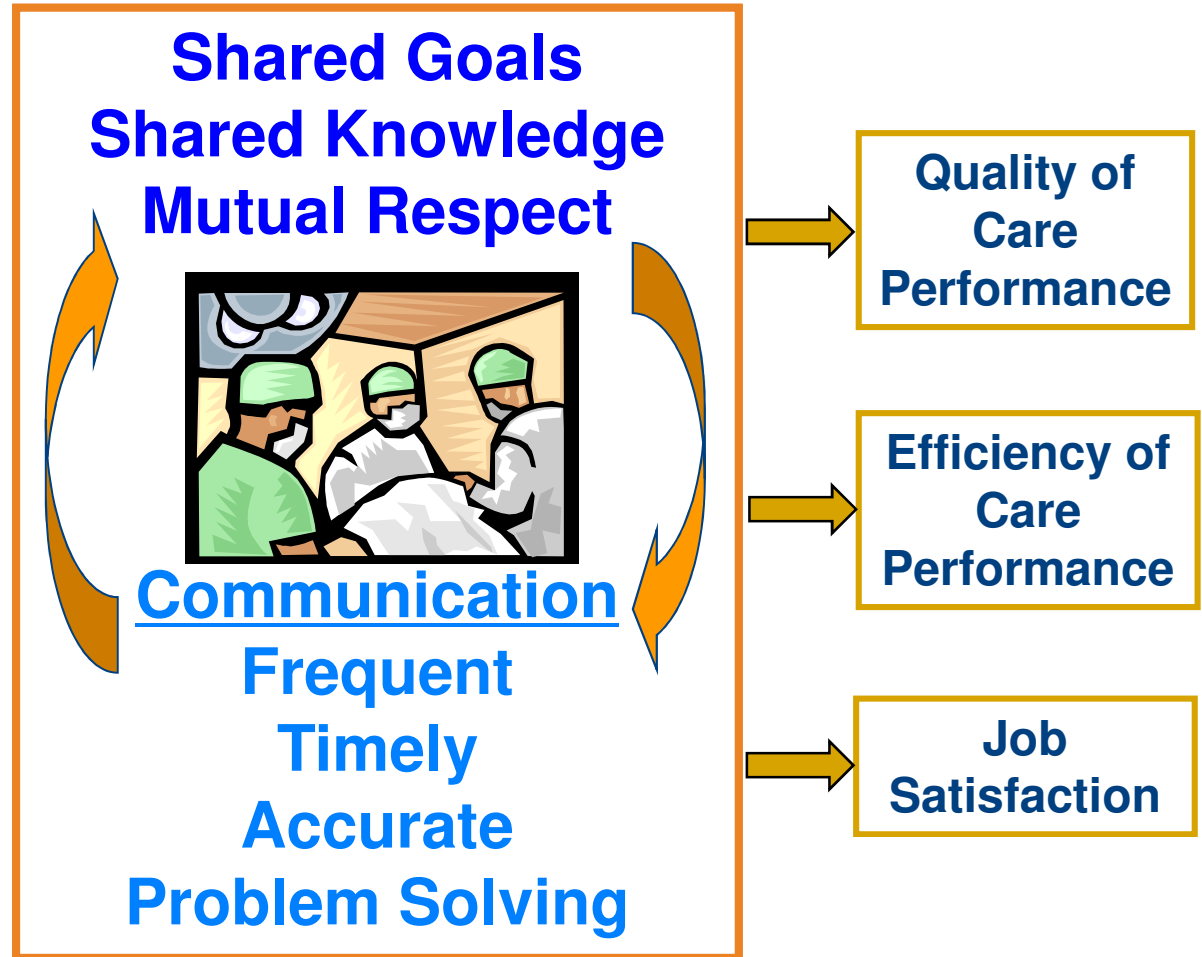 Shared Goals
Shared Knowledge
Mutual Respect
Communication
Frequent
Timely
Accurate
Problem Solving
Quality of
Care
Performance
Efficiency of
Care
Performance
Job
Satisfaction